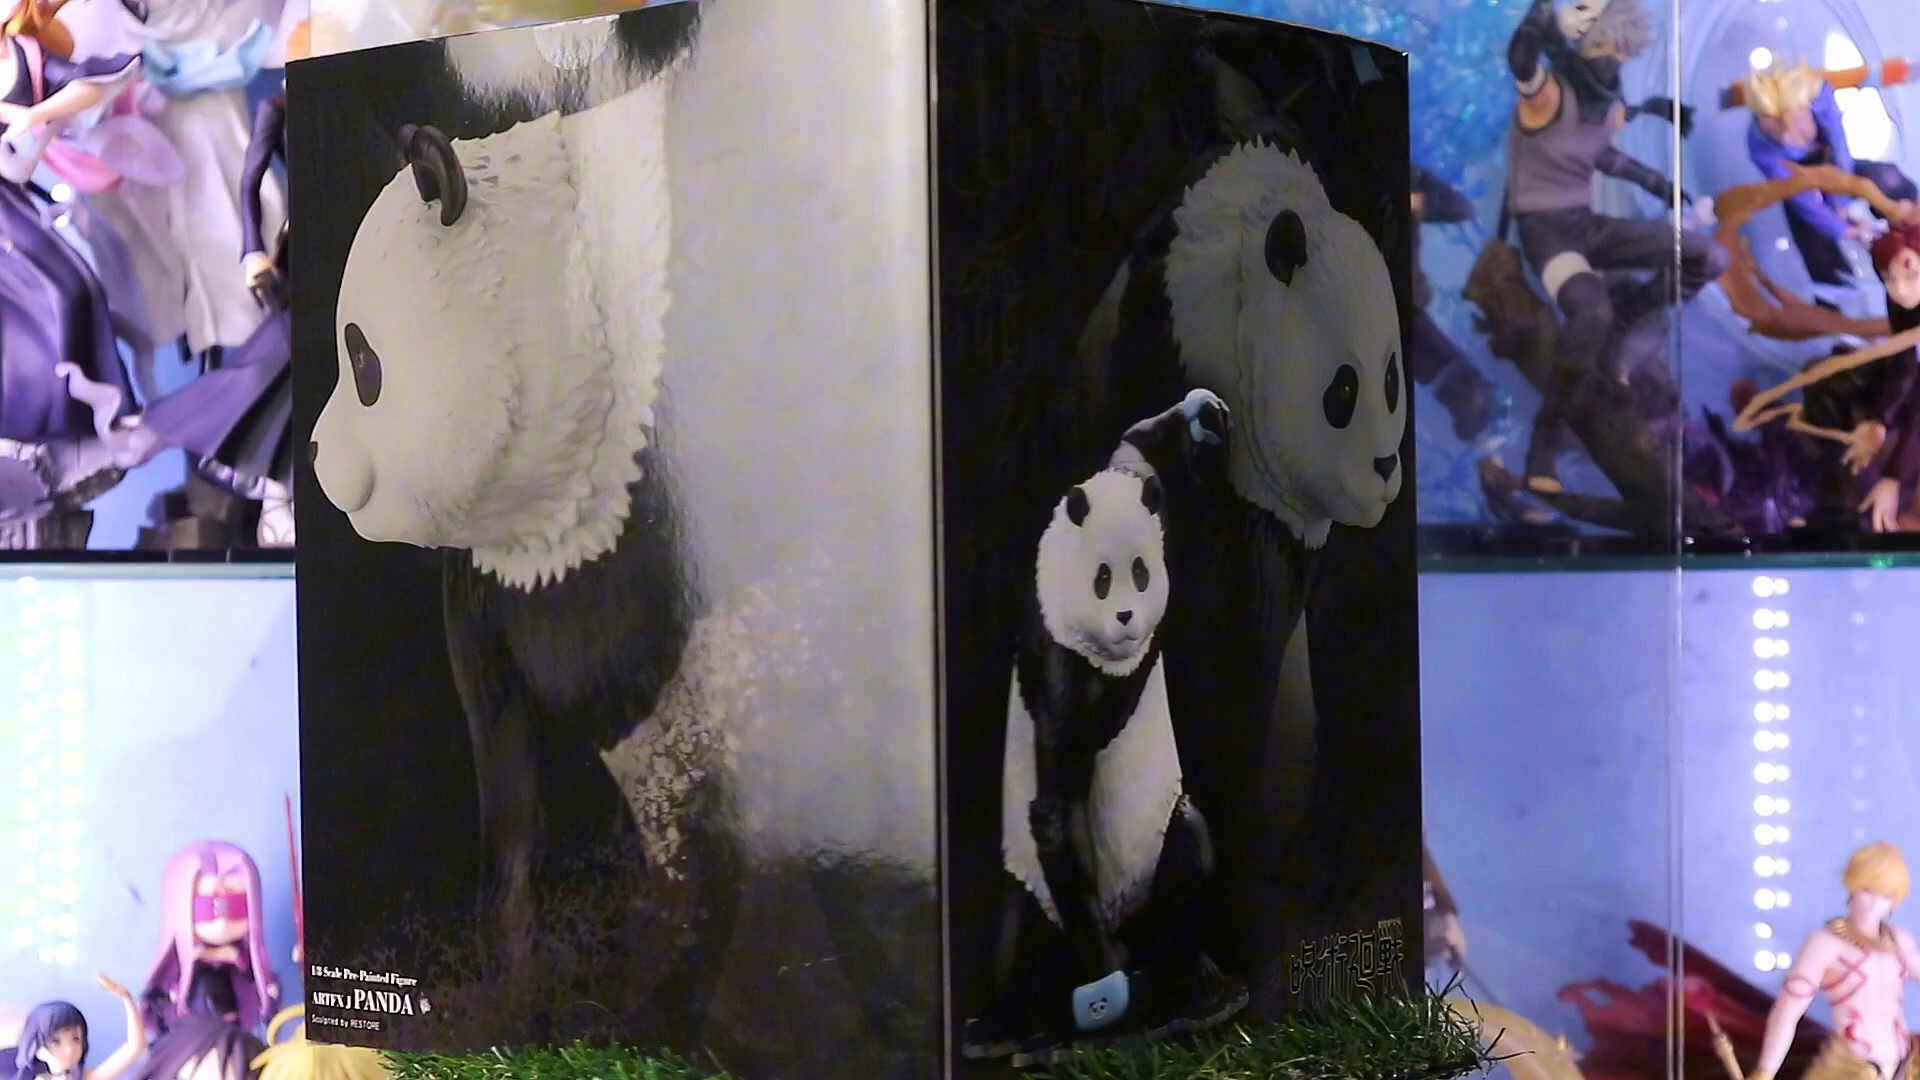 1/8 Scale Pre-Painted Figure
ARTFX J PANDA
Sculpted by RESTORE
呪術廻戦